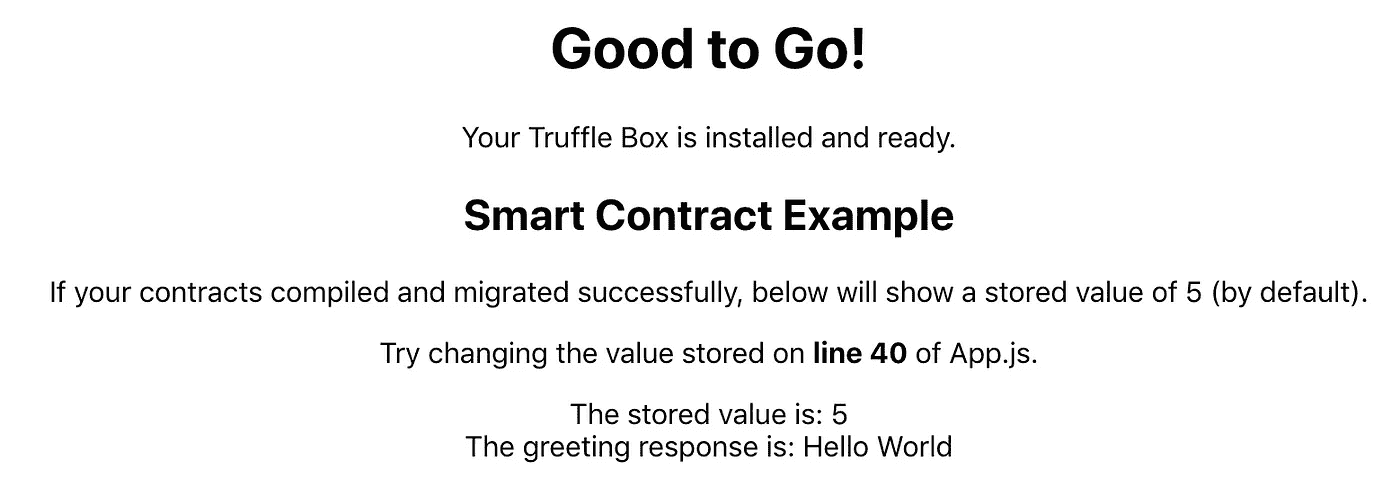 Good to Go!
Your Truffle Box is installed and ready.
Smart Contract Example
If your contracts compiled and migrated successfully, below will show a stored value of 5 (by default).
Try changing the value stored on line 40 of App.js.
The stored value is: 5
The greeting response is: Hello World